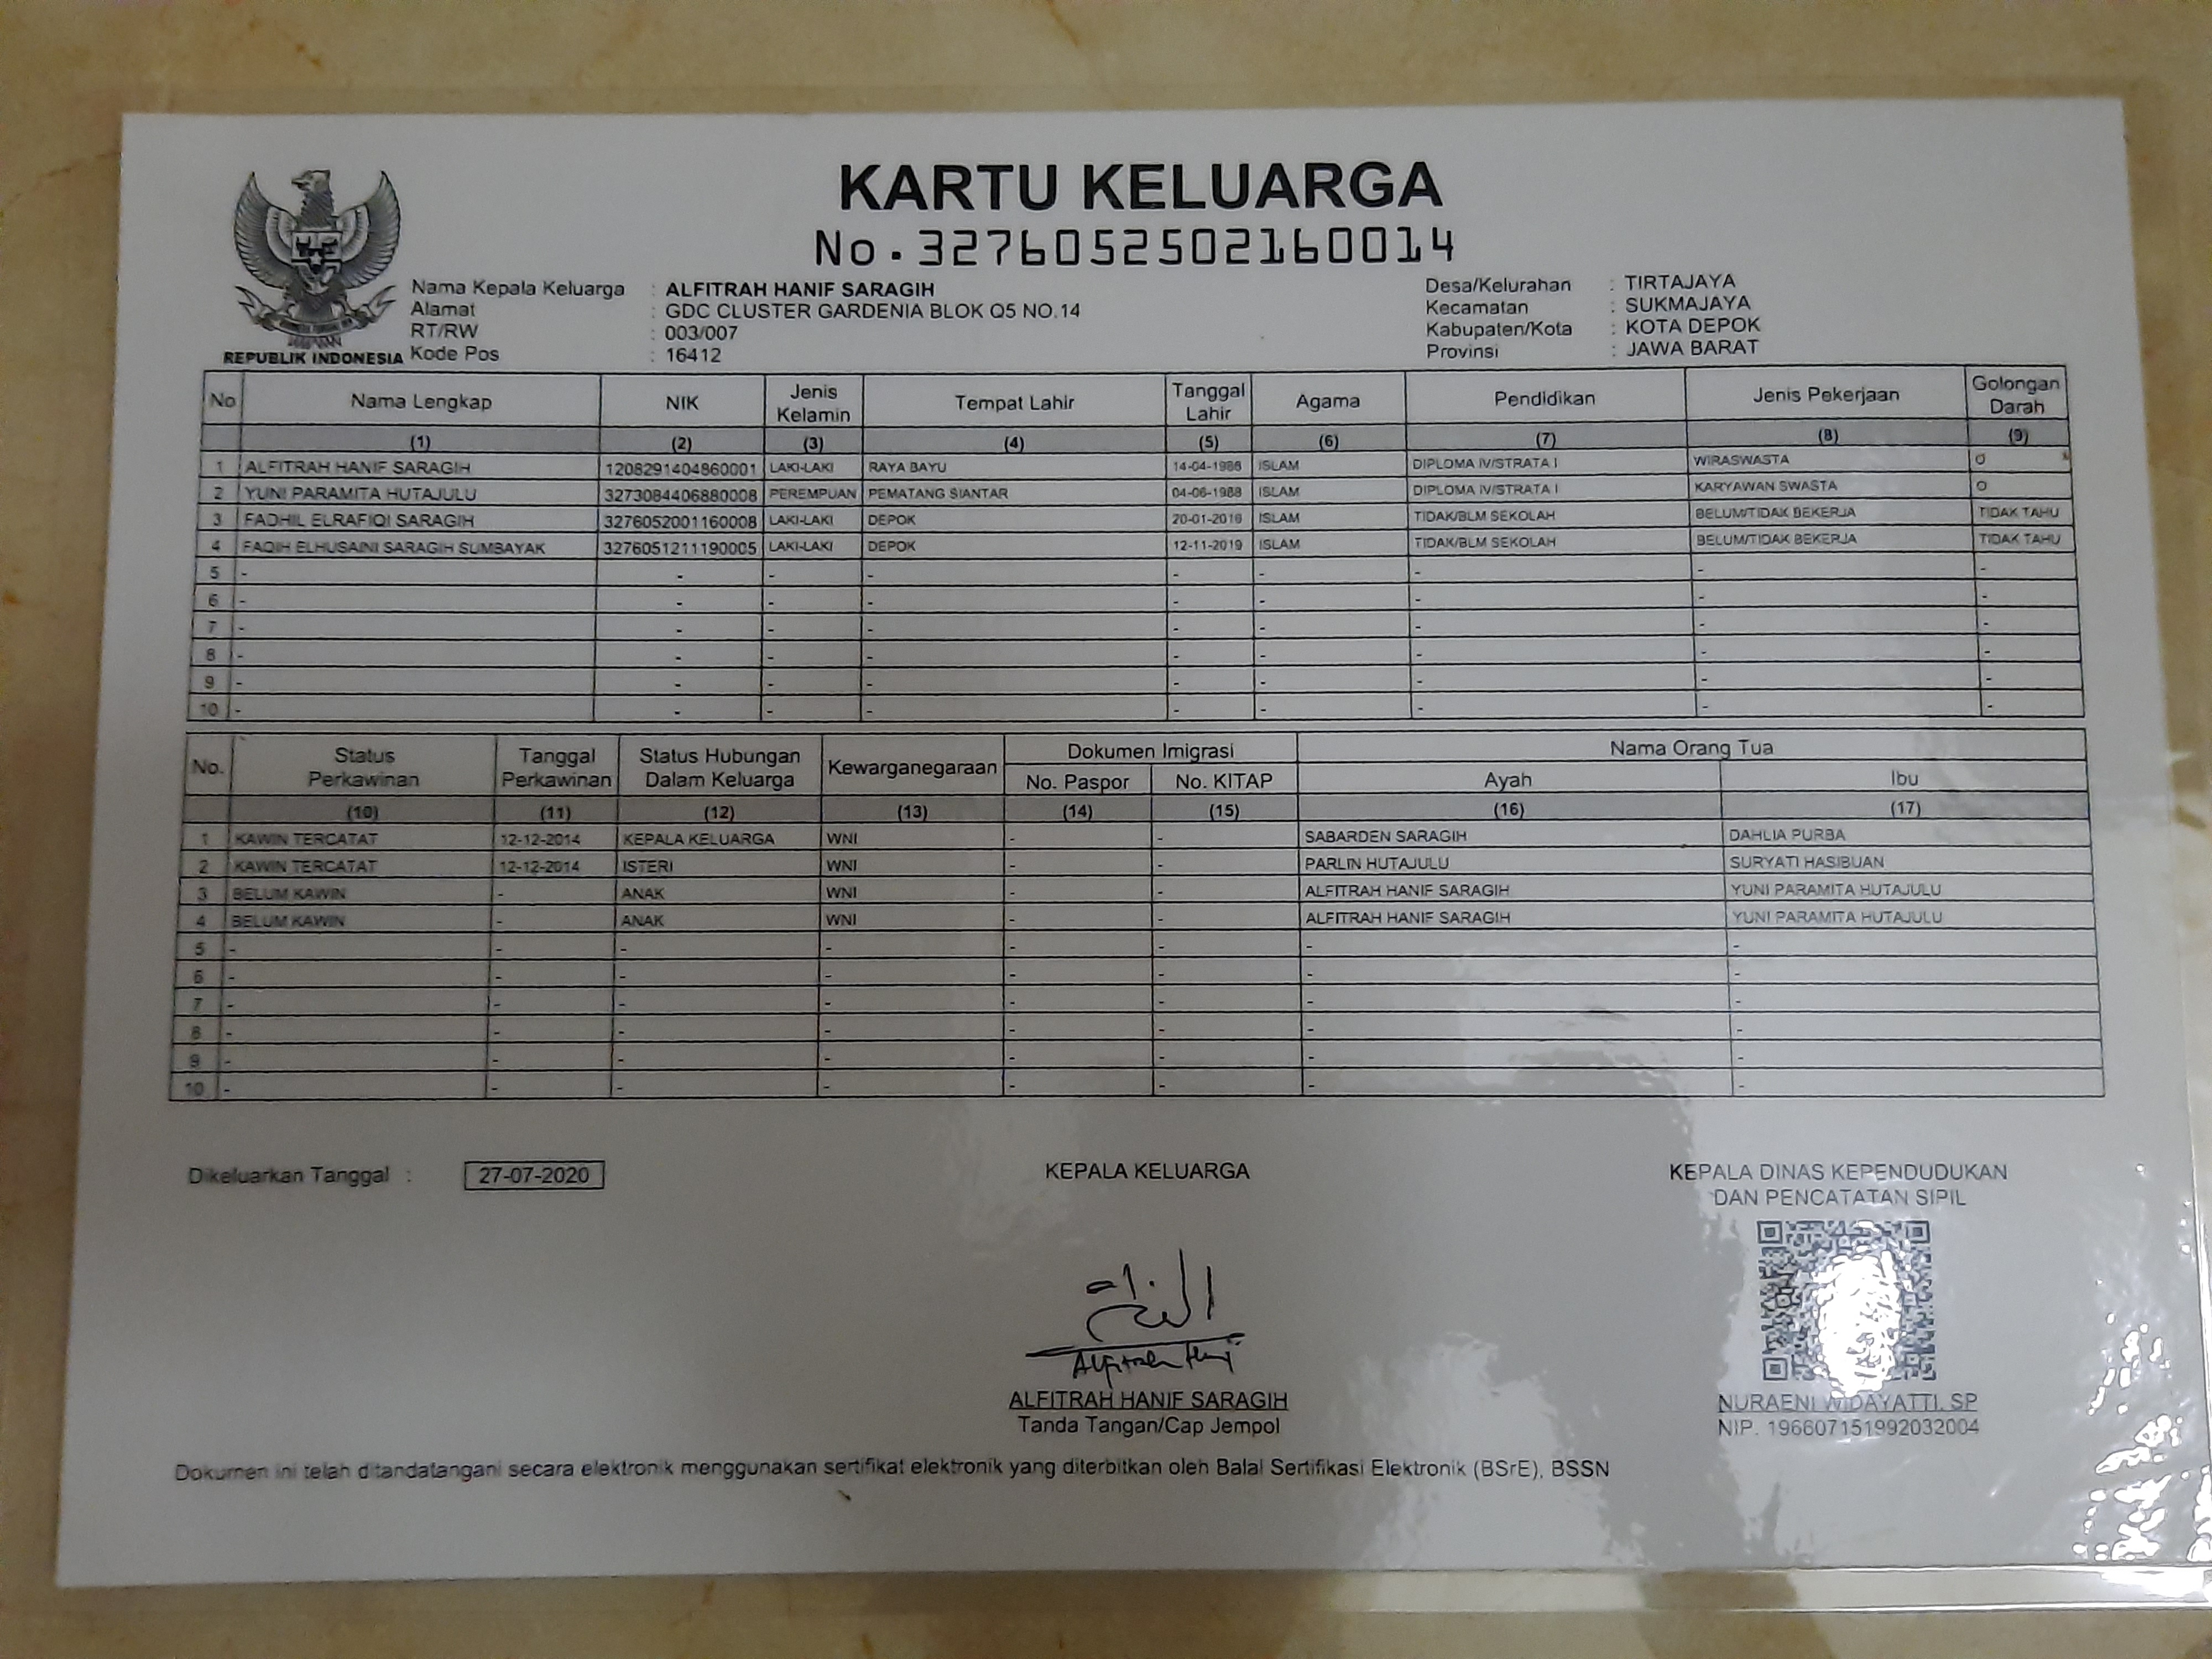 KARTU KELUARGA
No.3276052502160014
Nama Kepala Keluarga : ALFITRAH HANIF SARAGIH
Alamat : GDC CLUSTER GARDENIA BLOK Q5 NO.14
RT/RW : 003/007
Kode Pos : 16412
Desa/Kelurahan : TIRTAJAYA
Kecamatan : SUKMAJAYA
Kabupaten/Kota : KOTA DEPOK
Provinsi : JAWA BARAT
REPUBLIK INDONESIA
No Nama Lengkap NIK Jenis Kelamin Tempat Lahir Tanggal Lahir Agama Pendidikan Jenis Pekerjaan Golongan Darah
(1) (2) (3) (4) (5) (6) (7) (8) (9)
1 ALFITRAH HANIF SARAGIH 1208291404860001 LAKI-LAKI RAYA BAYU 14-04-1986 ISLAM DIPLOMA IV/STRATA I WIRASWASTA O
2 YUNI PARAMITA HUTAJULU 3273084406880008 PEREMPUAN PEMATANG SIANTAR 04-06-1988 ISLAM DIPLOMA IV/STRATA I KARYAWAN SWASTA O
3 FADHIL ELRAFIQI SARAGIH 3276052001160008 LAKI-LAKI DEPOK 20-01-2016 ISLAM TIDAK/BLM SEKOLAH BELUM/TIDAK BEKERJA TIDAK TAHU
4 FAQIH ELHUSAINI SARAGIH SUMBAYAK 3276051211190005 LAKI-LAKI DEPOK 12-11-2019 ISLAM TIDAK/BLM SEKOLAH BELUM/TIDAK BEKERJA TIDAK TAHU
5 - - - - - - - - -
6 - - - - - - - - -
7 - - - - - - - - -
8 - - - - - - - - -
9 - - - - - - - - -
10 - - - - - - - - -
No. Status Perkawinan Tanggal Perkawinan Status Hubungan Dalam Keluarga Kewarganegaraan Dokumen Imigrasi Nama Orang Tua
No. Paspor No. KITAP Ayah Ibu
(10) (11) (12) (13) (14) (15) (16) (17)
1 KAWIN TERCATAT 12-12-2014 KEPALA KELUARGA WNI - - SABARDEN SARAGIH DAHLIA PURBA
2 KAWIN TERCATAT 12-12-2014 ISTERI WNI - - PARLIN HUTAJULU SURYATI HASIBUAN
3 BELUM KAWIN - ANAK WNI - - ALFITRAH HANIF SARAGIH YUNI PARAMITA HUTAJULU
4 BELUM KAWIN - ANAK WNI - - ALFITRAH HANIF SARAGIH YUNI PARAMITA HUTAJULU
5 - - - - - - - -
6 - - - - - - - -
7 - - - - - - - -
8 - - - - - - - -
9 - - - - - - - -
10 - - - - - - - -
Dikeluarkan Tanggal : 27-07-2020
KEPALA KELUARGA
ALFITRAH HANIF SARAGIH
Tanda Tangan/Cap Jempol
KEPALA DINAS KEPENDUDUKAN
DAN PENCATATAN SIPIL
NURAENI WIDAYATTI, SP
NIP. 196607151992032004
Dokumen ini telah ditandatangani secara elektronik menggunakan sertifikat elektronik yang diterbitkan oleh Balai Sertifikasi Elektronik (BSrE), BSSN